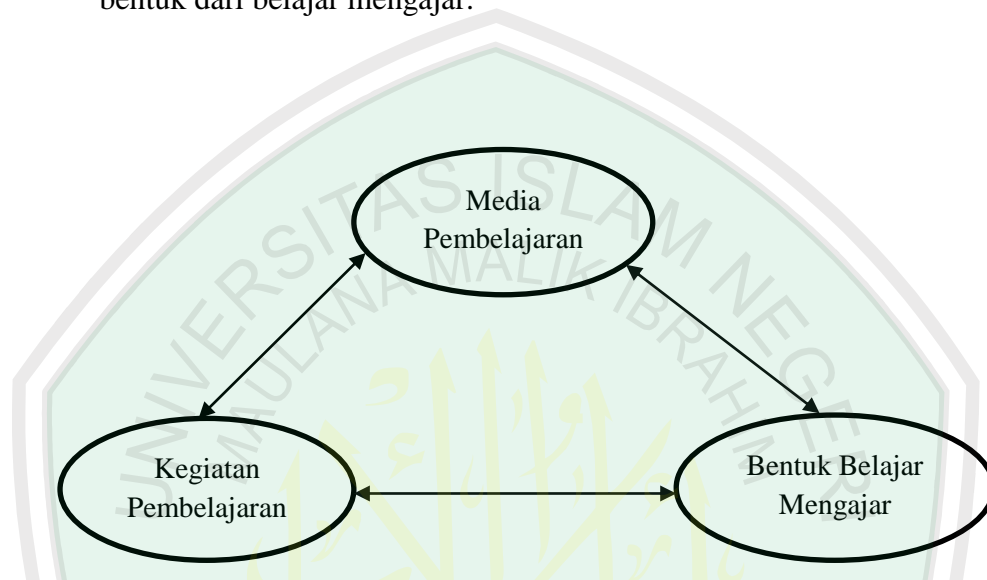 bentuk dari belajar mengajar.
Media
Pembelajaran
Kegiatan
Pembelajaran
Bentuk Belajar
Mengajar
UNIVERSITAS ISLAM NEGERI
MAULANA MALIK IBRAHIM